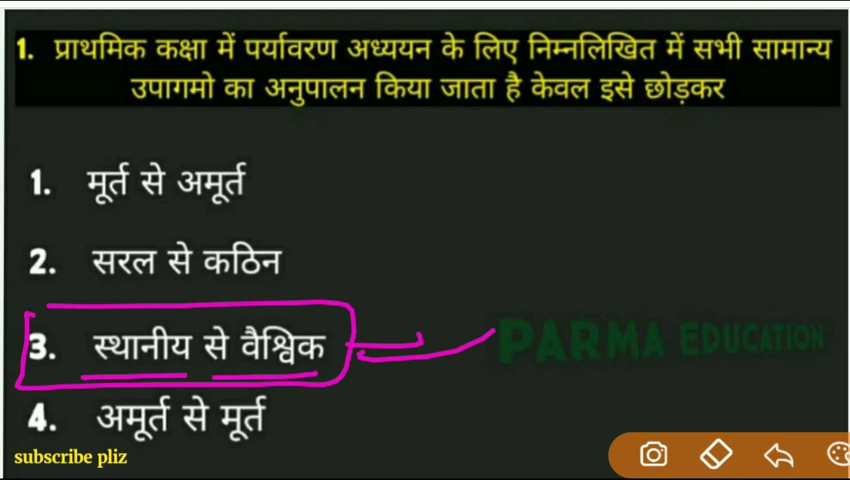 1. प्राथमिक कक्षा में पर्यावरण अध्ययन के लिए निम्नलिखित में सभी सामान्य
उपागमो का अनुपालन किया जाता है केवल इसे छोड़कर
1. मूर्त से अमूर्त
2. सरल से कठिन
3. स्थानीय से वैश्विक
PARMA EDUCATION
4. अमूर्त से मूर्त
subscribe pliz